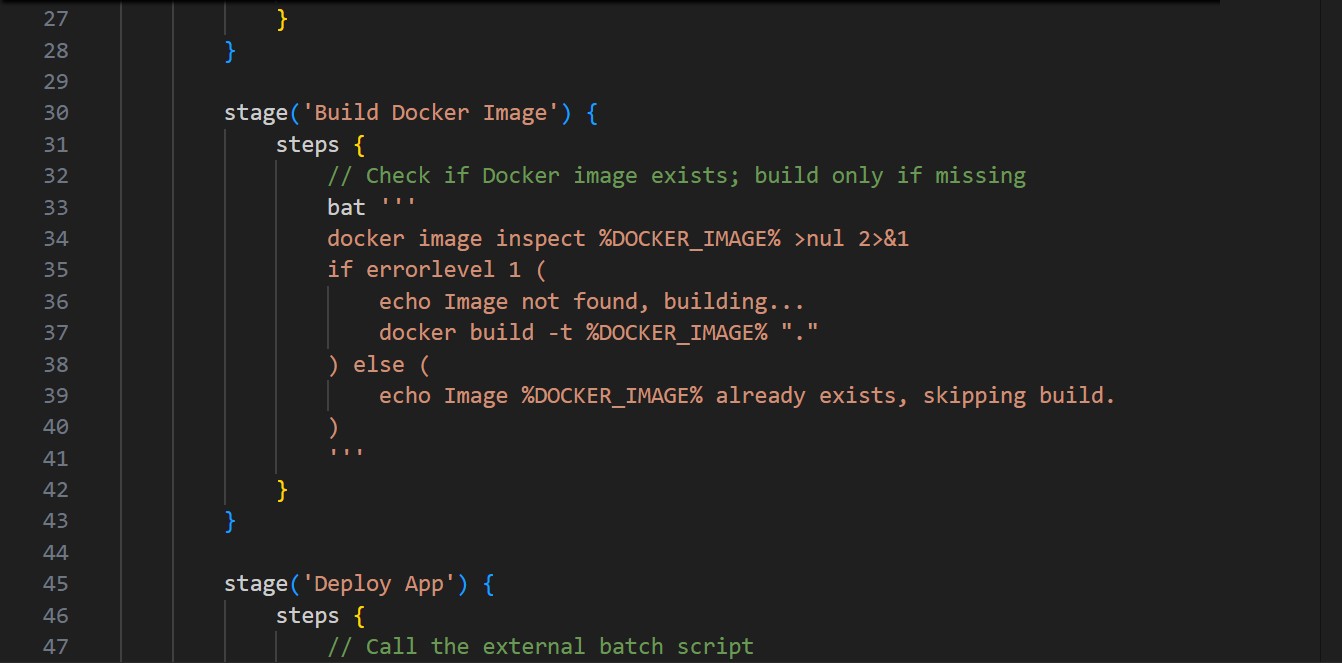 27                }
28            }
29
30            stage('Build Docker Image') {
31                steps {
32                    // Check if Docker image exists; build only if missing
33                    bat '''
34                    docker image inspect %DOCKER_IMAGE% >nul 2>&1
35                    if errorlevel 1 (
36                        echo Image not found, building...
37                        docker build -t %DOCKER_IMAGE% "."
38                    ) else (
39                        echo Image %DOCKER_IMAGE% already exists, skipping build.
40                    )
41                    '''
42                }
43            }
44
45            stage('Deploy App') {
46                steps {
47                    // Call the external batch script